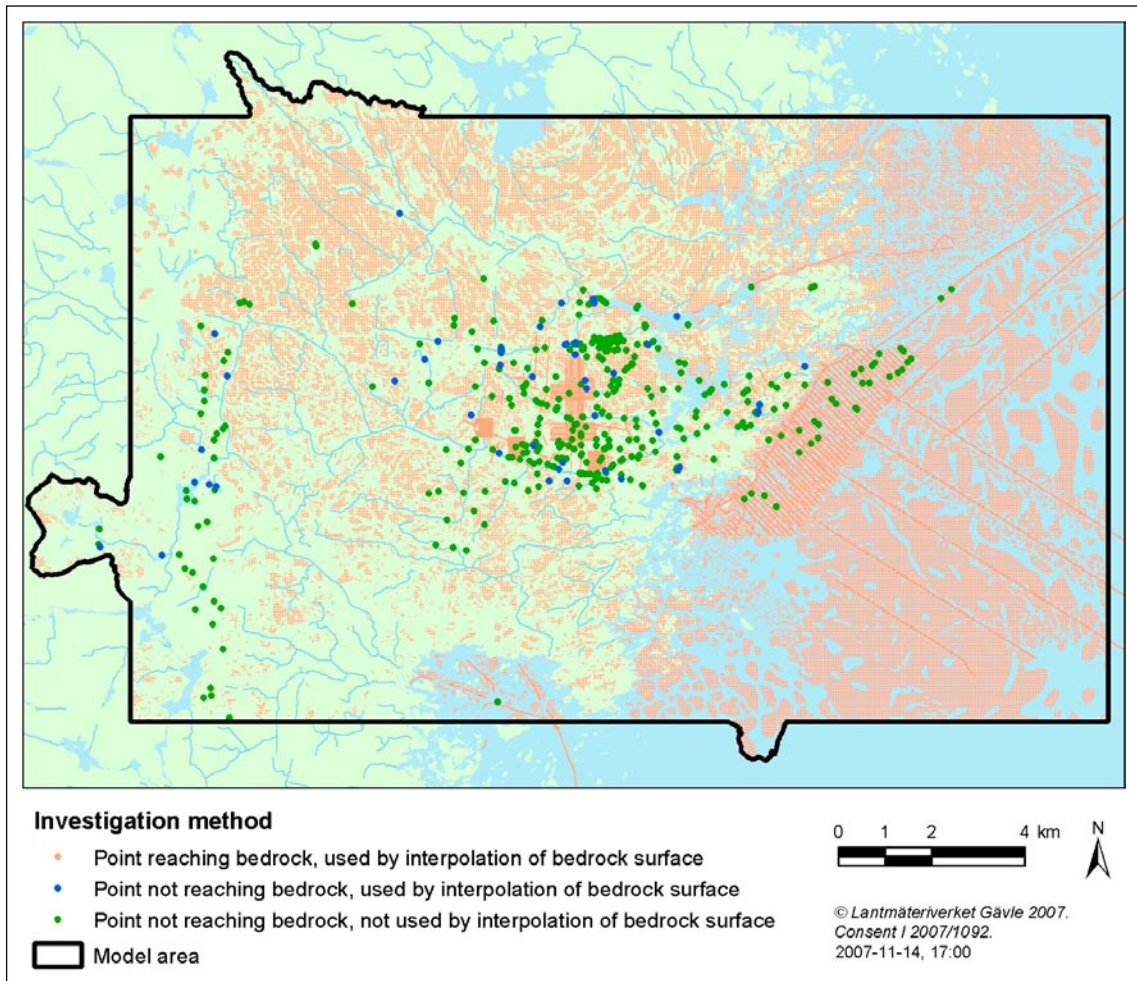 Investigation method
Point reaching bedrock, used by interpolation of bedrock surface
Point not reaching bedrock, used by interpolation of bedrock surface
Point not reaching bedrock, not used by interpolation of bedrock surface
Model area
0 1 2 4 km
N
© Lantmäteriverket Gävle 2007.
Consent I 2007/1092.
2007-11-14, 17:00